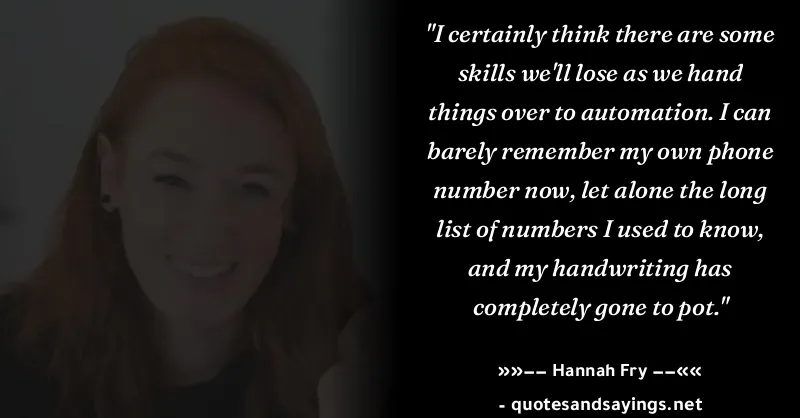 "I certainly think there are some
skills we'll lose as we hand
things over to automation. I can
barely remember my own phone
number now, let alone the long
list of numbers I used to know,
and my handwriting has
completely gone to pot."
»»−− Hannah Fry −−««
- quotesandsayings.net